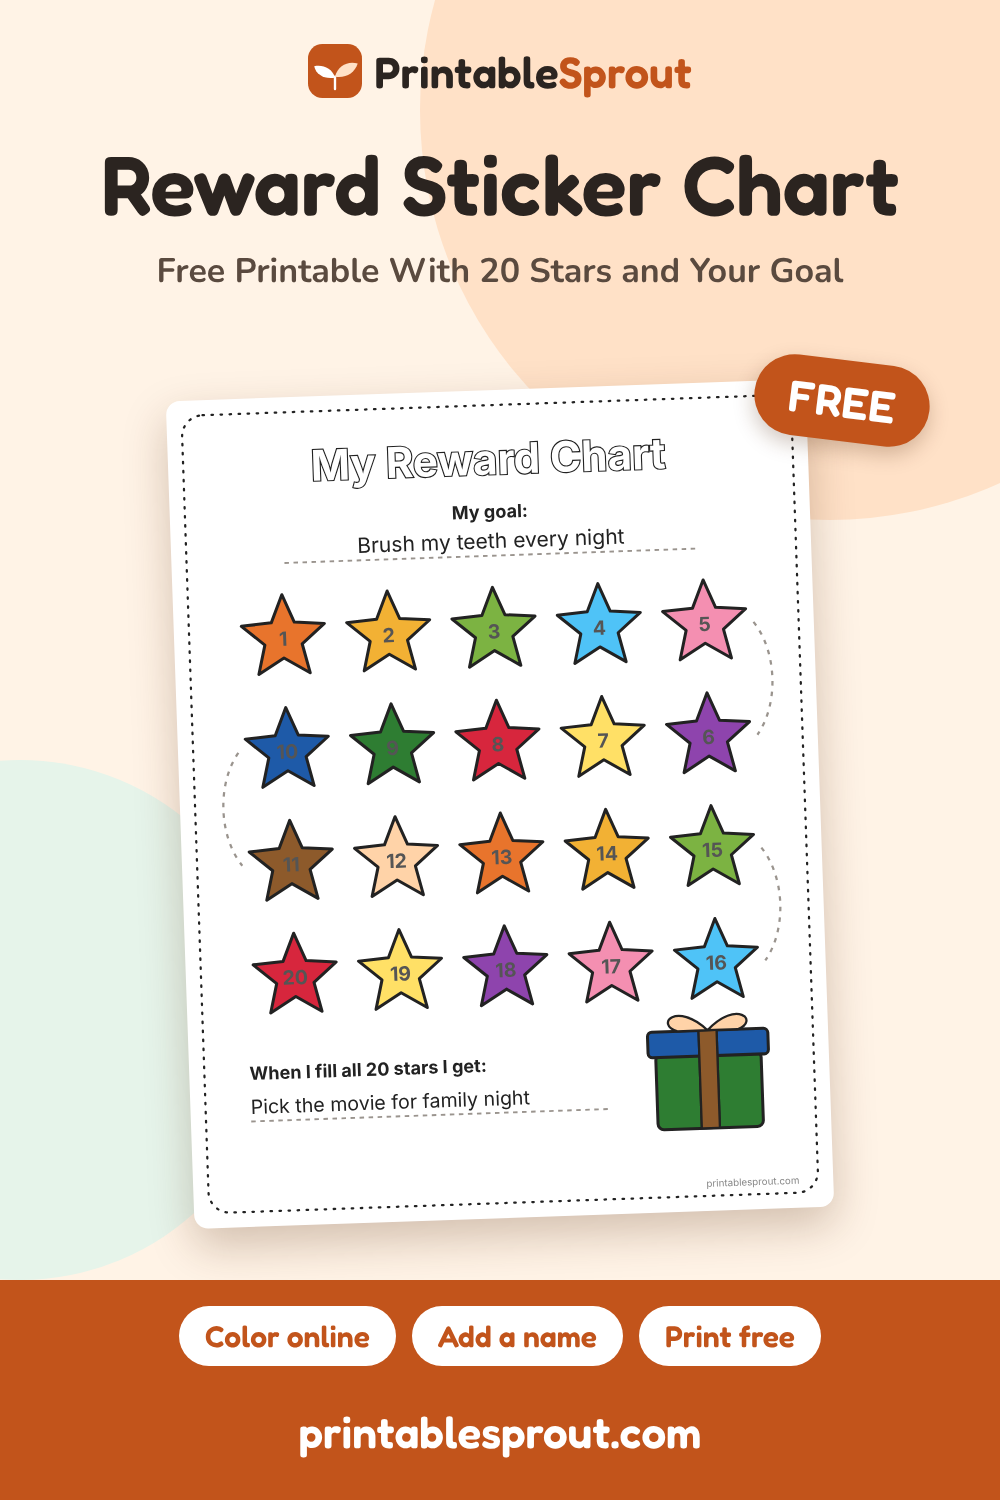 PrintableSprout
Reward Sticker Chart
Free Printable With 20 Stars and Your Goal
FREE
My Reward Chart
My goal:
Brush my teeth every night
1 2 3 4 5
10 9 8 7 6
11 12 13 14 15
20 19 18 17 16
When I fill all 20 stars I get:
Pick the movie for family night
printablesprout.com
Color online Add a name Print free
printablesprout.com